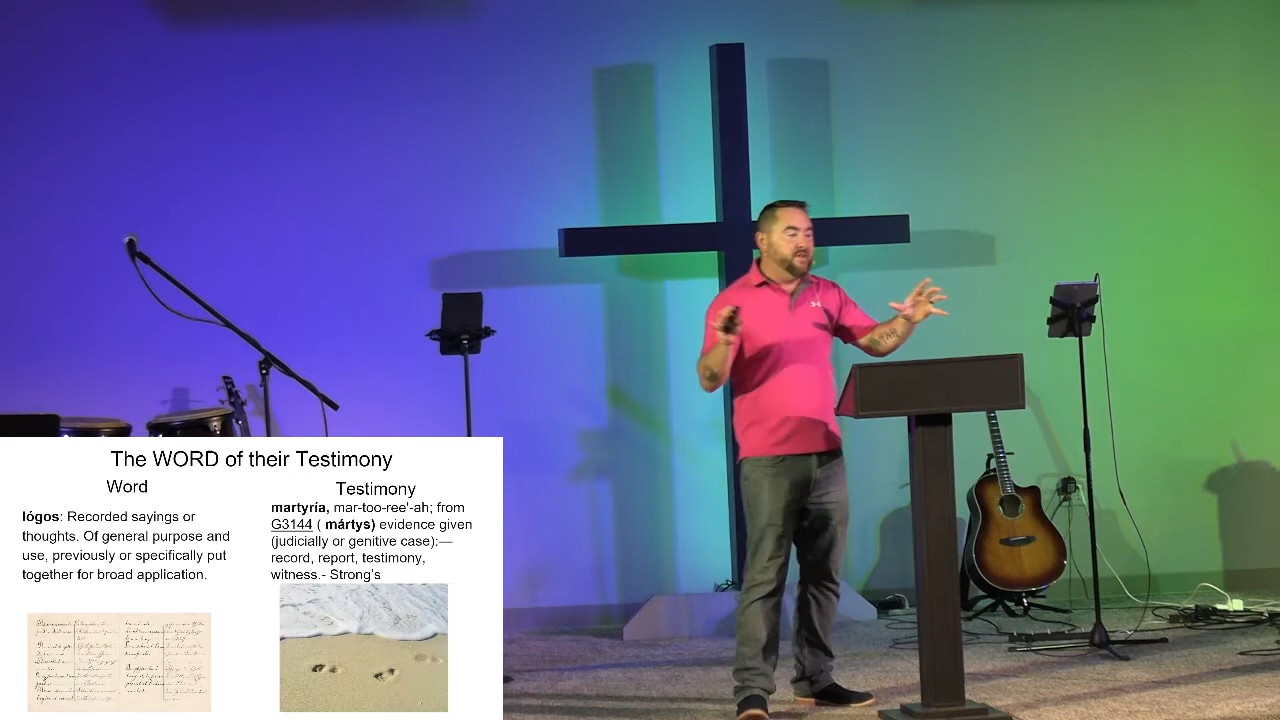 The WORD of their Testimony
Word
lógos: Recorded sayings or
thoughts. Of general purpose and
use, previously or specifically put
together for broad application.
Testimony
martyría, mar-too-ree'-ah; from
G3144 ( mártys) evidence given
(judicially or genitive case):—
record, report, testimony,
witness.- Strong's